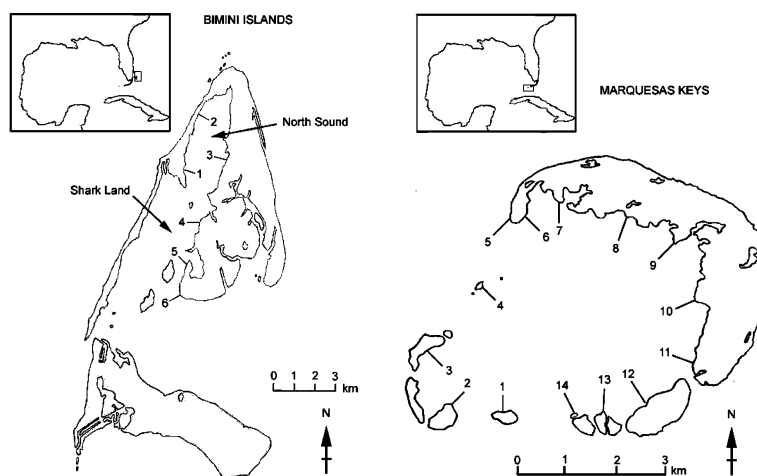 BIMINI ISLANDS
2
North Sound
3
1
Shark Land
4
5
6
0 1 2 3
km
N
MARQUESAS KEYS
5
6
7
8
9
4
10
11
3
2
1
14
13
12
N
0 1 2 3
km